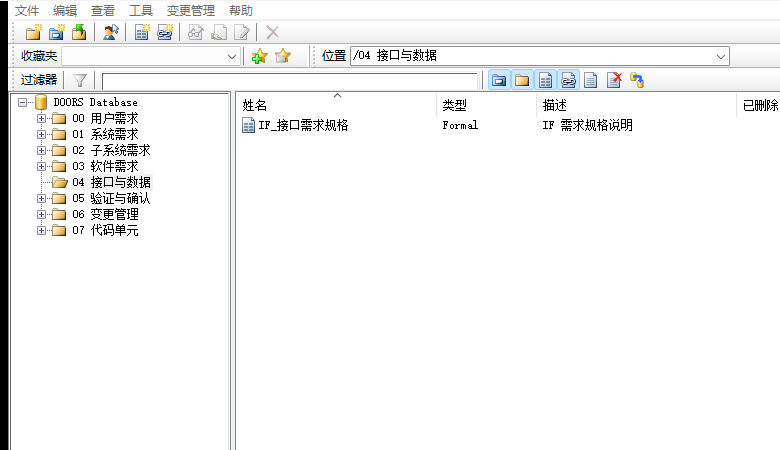 文件 编辑 查看 工具 变更管理 帮助
收藏夹 位置 /04 接口与数据
过滤器
DOORS Database
00 用户需求
01 系统需求
02 子系统需求
03 软件需求
04 接口与数据
05 验证与确认
06 变更管理
07 代码单元
姓名 类型 描述 已删除
IF_接口需求规格 Formal IF 需求规格说明